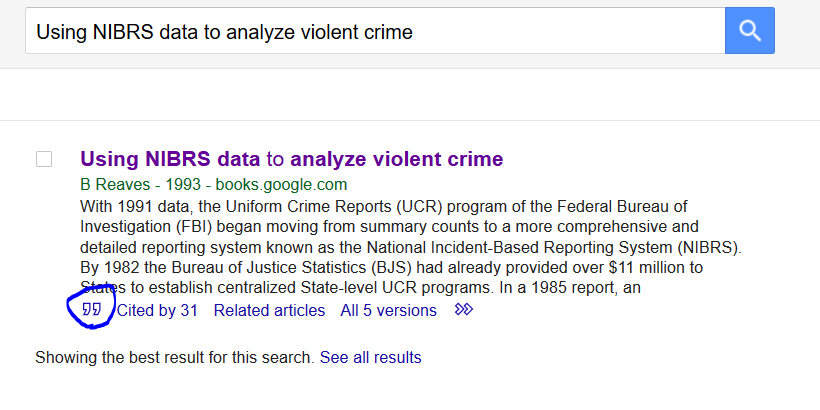 Using NIBRS data to analyze violent crime
Using NIBRS data to analyze violent crime
B Reaves - 1993 - books.google.com
With 1991 data, the Uniform Crime Reports (UCR) program of the Federal Bureau of
Investigation (FBI) began moving from summary counts to a more comprehensive and
detailed reporting system known as the National Incident-Based Reporting System (NIBRS).
By 1982 the Bureau of Justice Statistics (BJS) had already provided over $11 million to
States to establish centralized State-level UCR programs. In a 1985 report, an
Cited by 31 Related articles All 5 versions
Showing the best result for this search. See all results